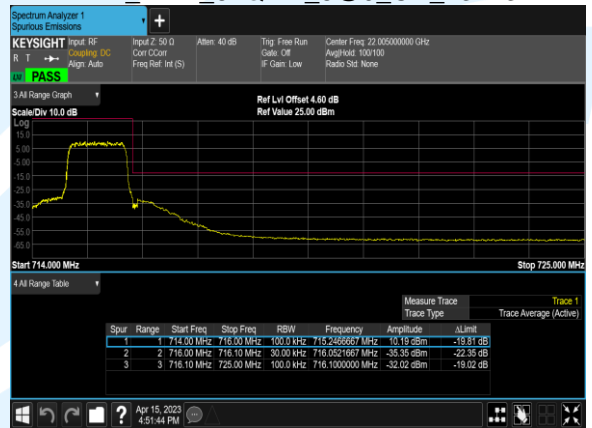 Spectrum Analyzer 1
Spurious Emissions
KEYSIGHT Input: RF Input Z: 50 Ω Atten: 40 dB Trig: Free Run Center Freq: 22.005000000 GHz
R T Coupling: DC Corr CCorr Gate: Off Avg|Hold: 100/100
Align: Auto Freq Ref: Int (S) IF Gain: Low Radio Std: None
PASS
3 All Range Graph
Ref Lvl Offset 4.60 dB
Scale/Div 10.0 dB Ref Value 25.00 dBm
Log
15.0
5.00
-5.00
-15.0
-25.0
-35.0
-45.0
-55.0
-65.0
Start 714.000 MHz Stop 725.000 MHz
4 All Range Table
Measure Trace Trace 1
Trace Type Trace Average (Active)
Spur Range Start Freq Stop Freq RBW Frequency Amplitude ΔLimit
1 1 714.00 MHz 716.00 MHz 100.0 kHz 715.2466667 MHz 10.19 dBm -19.81 dB
2 2 716.00 MHz 716.10 MHz 30.00 kHz 716.0521667 MHz -35.35 dBm -22.35 dB
3 3 716.10 MHz 725.00 MHz 100.0 kHz 716.1000000 MHz -32.02 dBm -19.02 dB
? Apr 15, 2023
4:51:44 PM